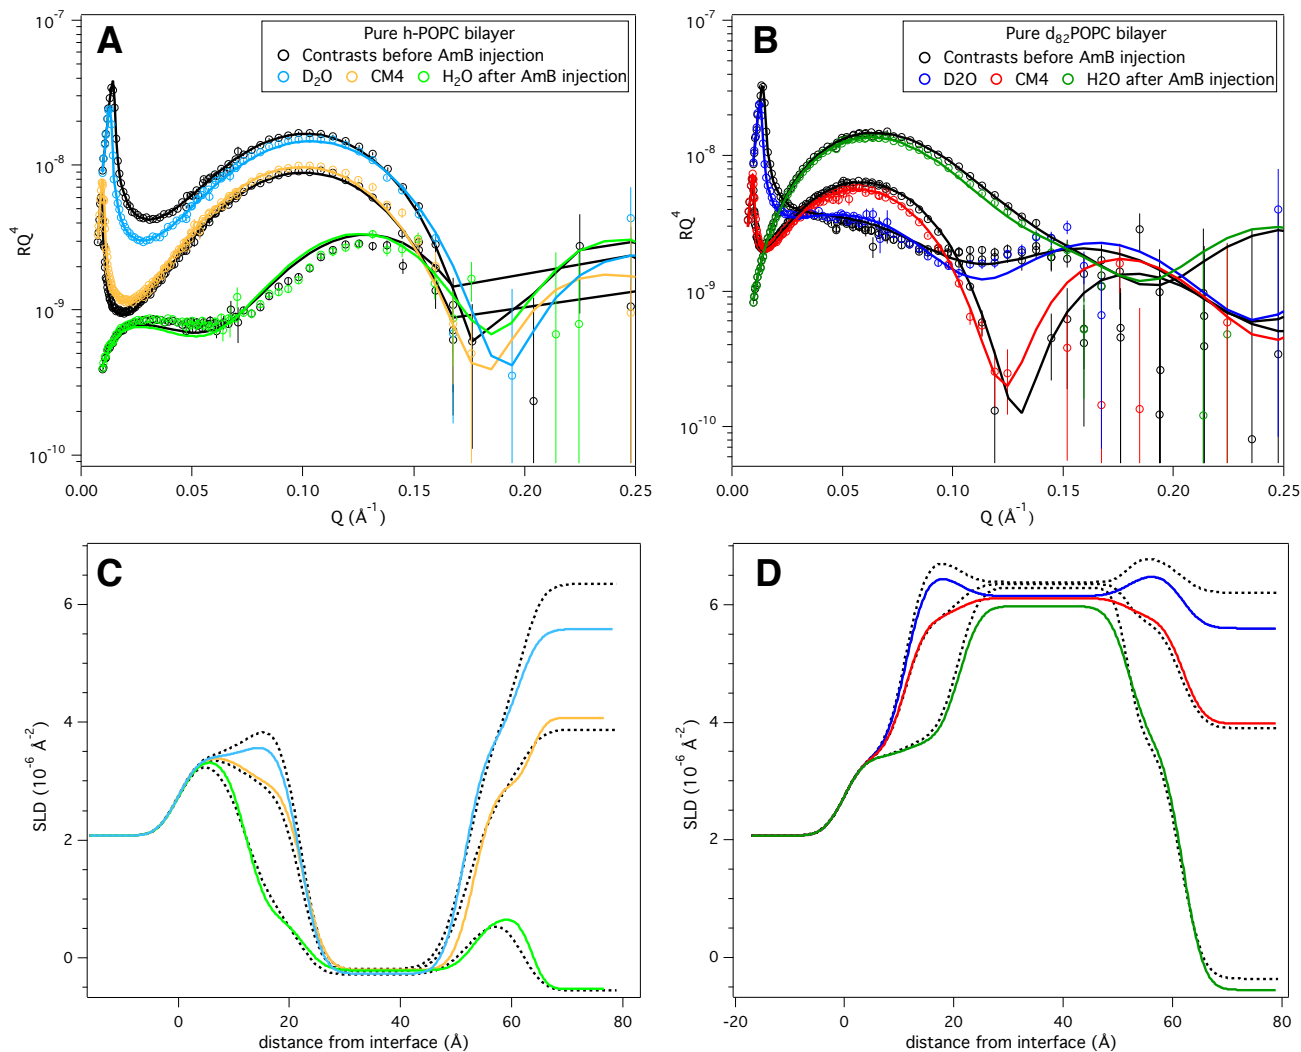 A
Pure h-POPC bilayer
Contrasts before AmB injection
D₂O CM4 H₂O after AmB injection
10⁻⁷
10⁻⁸
10⁻⁹
10⁻¹⁰
RQ⁴
0.00 0.05 0.10 0.15 0.20 0.25
Q (Å⁻¹)
B
Pure d₈₂POPC bilayer
Contrasts before AmB injection
D2O CM4 H2O after AmB injection
10⁻⁷
10⁻⁸
10⁻⁹
10⁻¹⁰
RQ⁴
0.00 0.05 0.10 0.15 0.20 0.25
Q (Å⁻¹)
C
6
4
2
0
SLD (10⁻⁶ Å⁻²)
0 20 40 60 80
distance from interface (Å)
D
6
4
2
0
SLD (10⁻⁶ Å⁻²)
-20 0 20 40 60 80
distance from interface (Å)